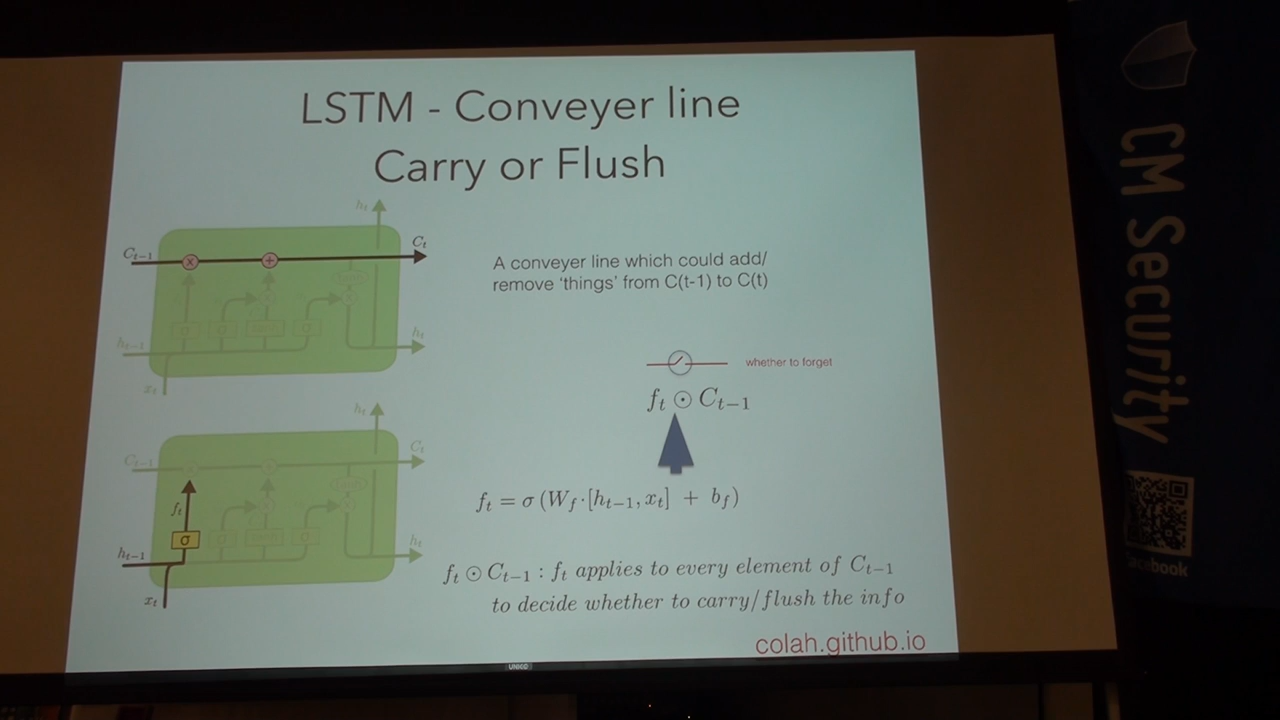 LSTM - Conveyer line
Carry or Flush
h_t
C_{t-1}
C_t
h_{t-1}
h_t
x_t
A conveyer line which could add/
remove 'things' from C(t-1) to C(t)
whether to forget
f_t ⊙ C_{t-1}
h_t
C_{t-1}
C_t
f_t
σ
h_{t-1}
h_t
x_t
f_t = σ (W_f · [h_{t-1}, x_t] + b_f)
f_t ⊙ C_{t-1} : f_t applies to every element of C_{t-1}
to decide whether to carry/flush the info
colah.github.io
CM Security
facebook